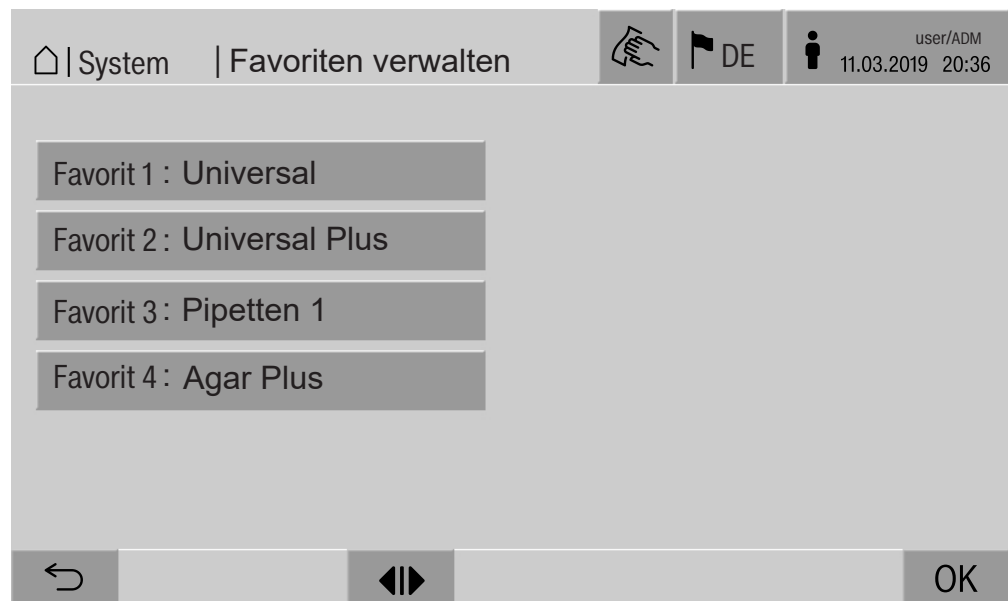 | System | Favoriten verwalten
DE
user/ADM
11.03.2019 20:36
Favorit 1 : Universal
Favorit 2 : Universal Plus
Favorit 3 : Pipetten 1
Favorit 4 : Agar Plus
OK